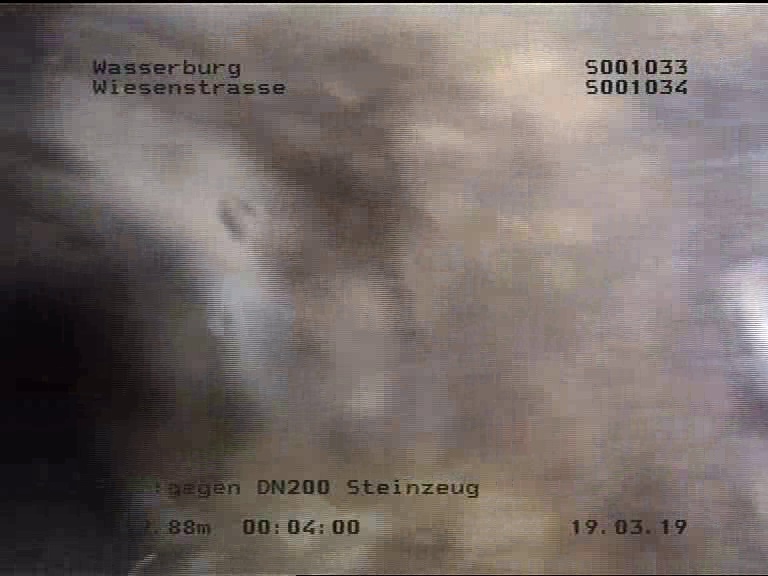 Wasserburg
Wiesenstrasse
S001033
S001034
:gegen DN200 Steinzeug
.88m 00:04:00
19.03.19